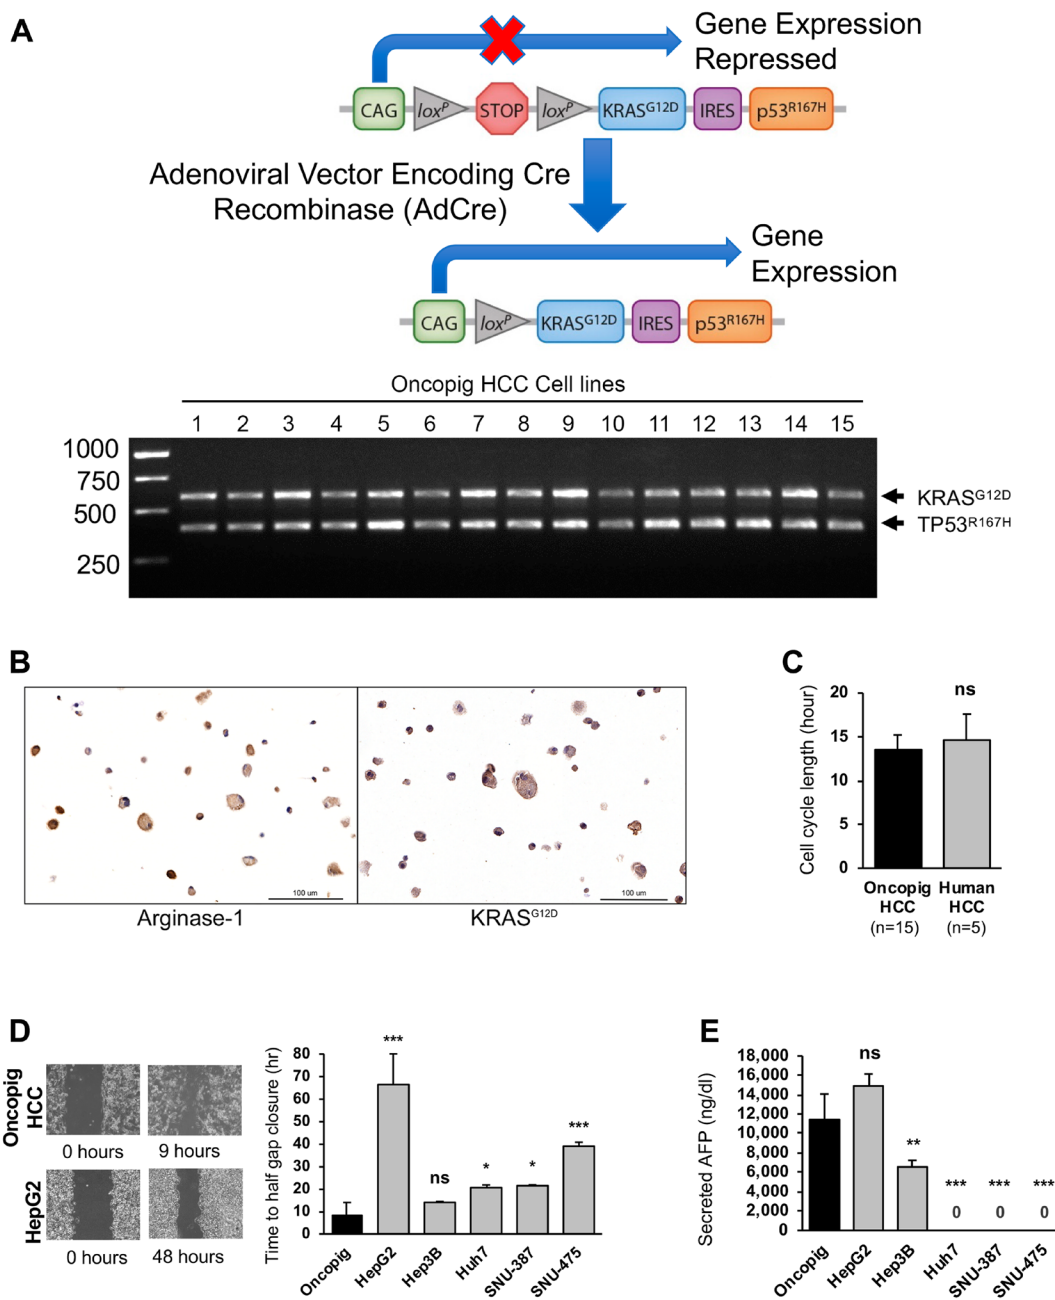 A
Gene Expression
Repressed
CAG loxP STOP loxP KRASG12D IRES p53R167H
Adenoviral Vector Encoding Cre
Recombinase (AdCre)
Gene
Expression
CAG loxP KRASG12D IRES p53R167H
Oncopig HCC Cell lines
1 2 3 4 5 6 7 8 9 10 11 12 13 14 15
1000
750
500
250
KRASG12D
TP53R167H
B
100 um
100 um
Arginase-1
KRASG12D
C
Cell cycle length (hour)
20
15
10
5
0
ns
Oncopig HCC (n=15)
Human HCC (n=5)
D
Oncopig HCC
0 hours
9 hours
HepG2
0 hours
48 hours
Time to half gap closure (hr)
80
70
60
50
40
30
20
10
0
***
ns
*
*
***
Oncopig
HepG2
Hep3B
Huh7
SNU-387
SNU-475
E
Secreted AFP (ng/dl)
18,000
16,000
14,000
12,000
10,000
8,000
6,000
4,000
2,000
0
ns
**
***
***
***
0
0
0
Oncopig
HepG2
Hep3B
Huh7
SNU-387
SNU-475